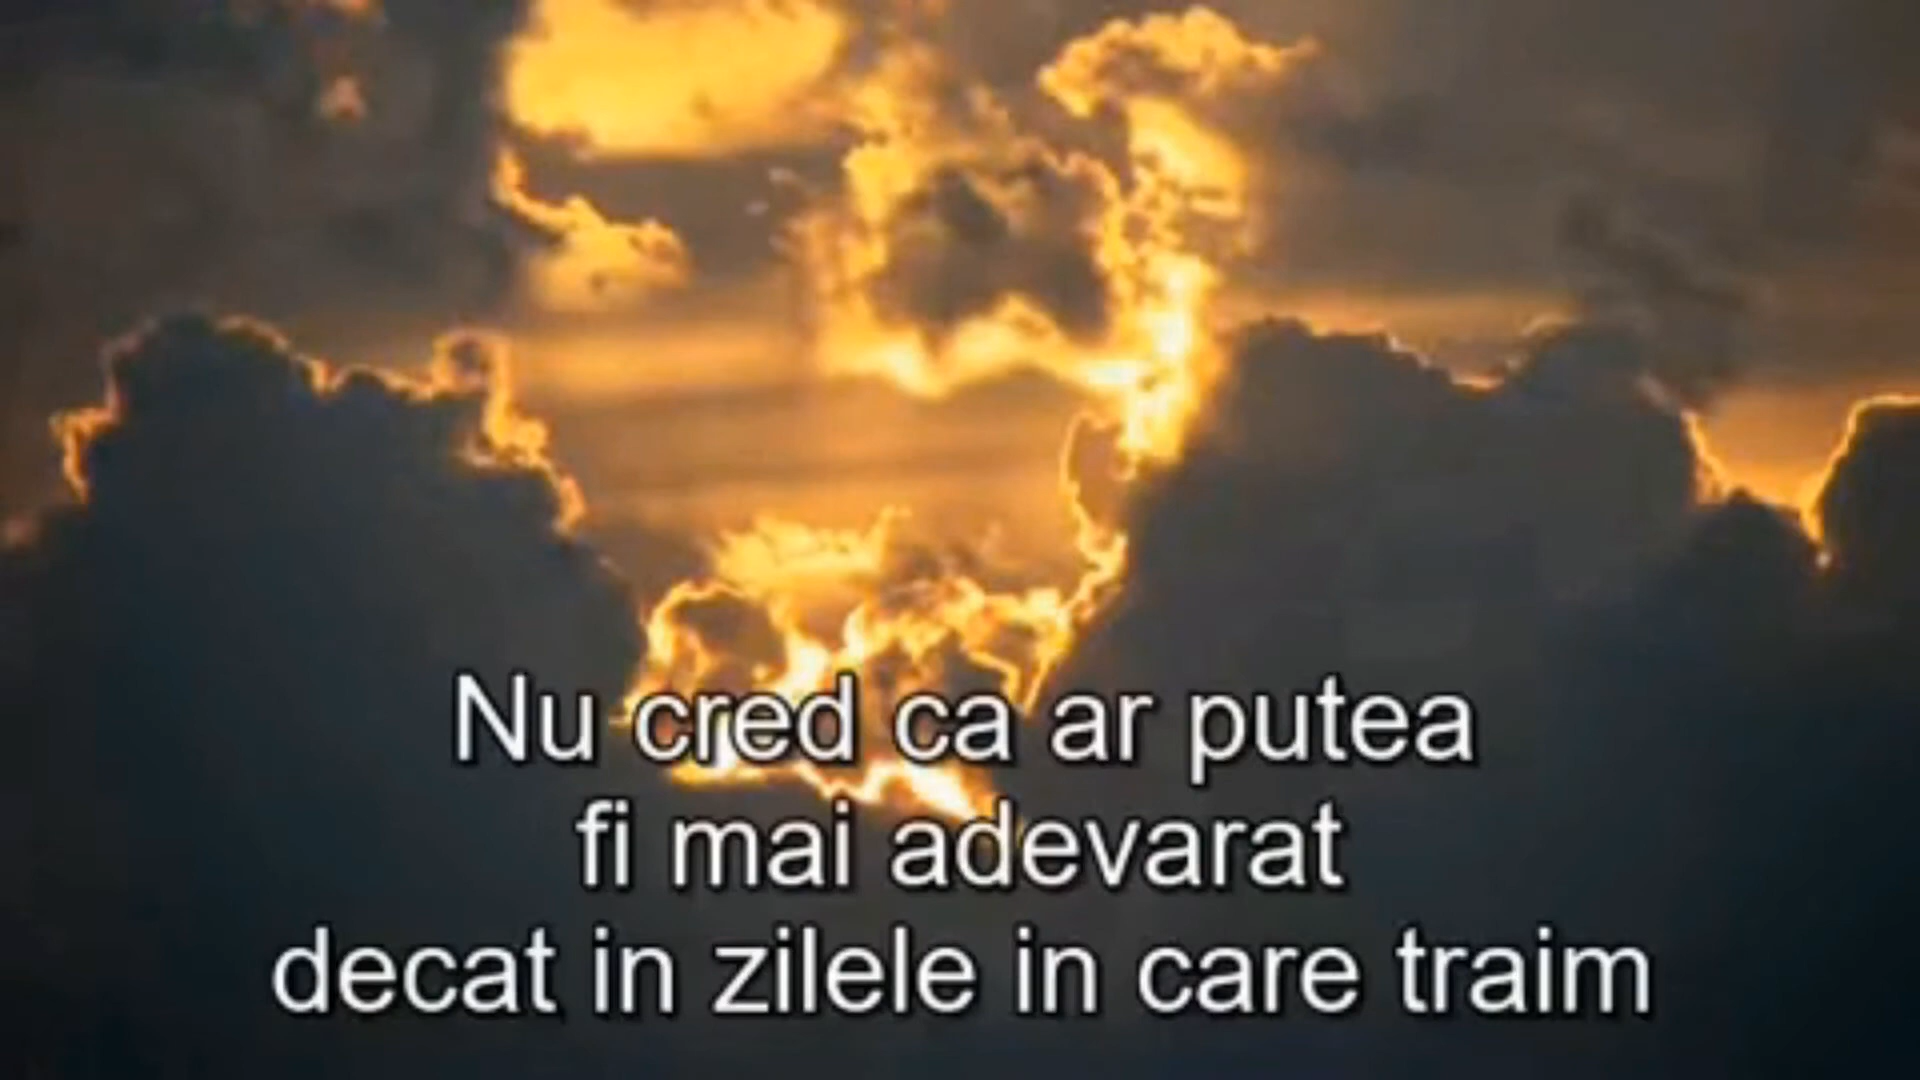 Nu cred ca ar putea
fi mai adevarat
decat in zilele in care traim